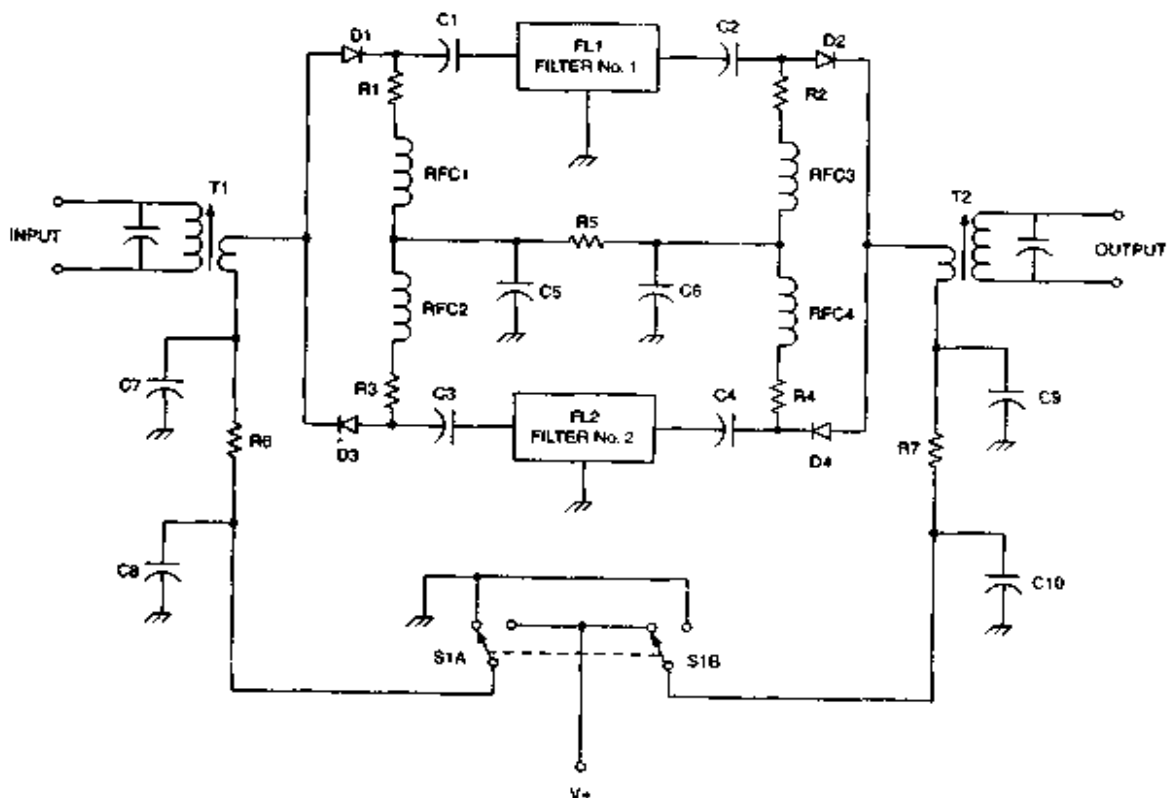 C1
C2
D1
D2
FL1
FILTER No. 1
R1
R2
RFC1
RFC3
T1
T2
R5
INPUT
OUTPUT
C5
C6
RFC2
RFC4
C7
R3
C3
C4
R4
C9
FL2
FILTER No. 2
R6
D3
D4
R7
C8
C10
S1A
S1B
V+